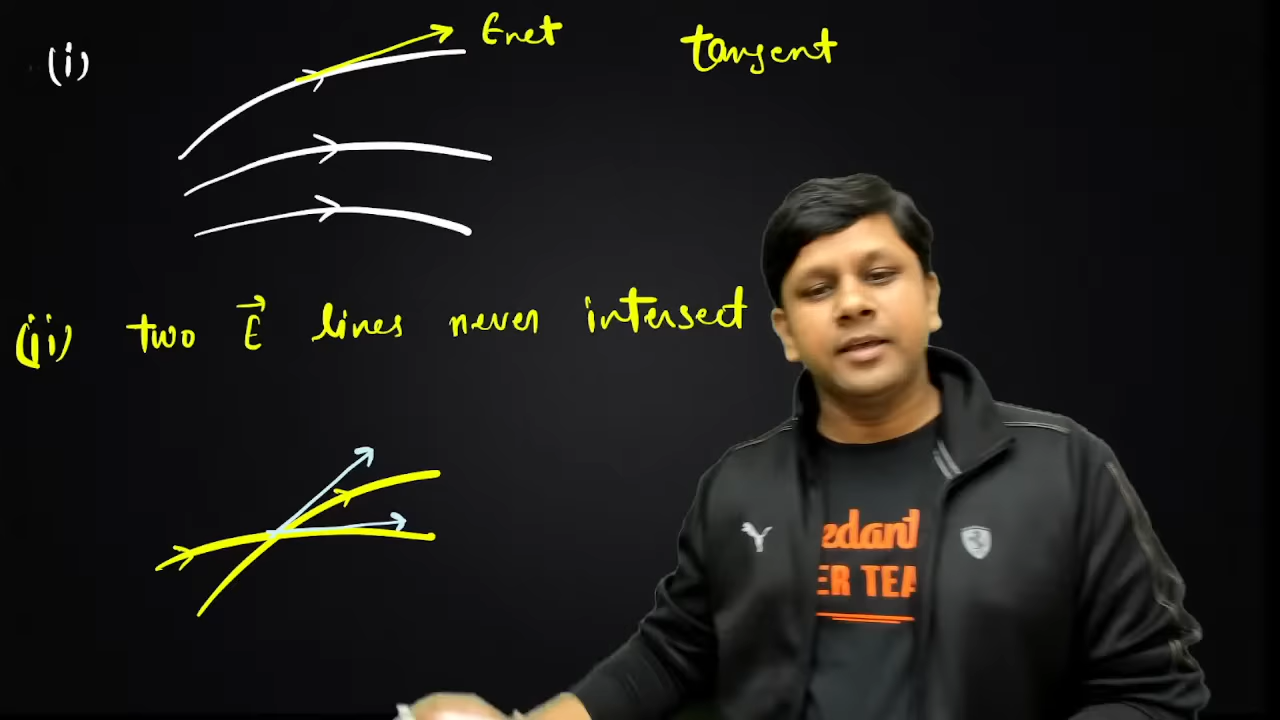 (i) Enet tangent
(ii) two E⃗ lines never intersect
edant
ER TEA